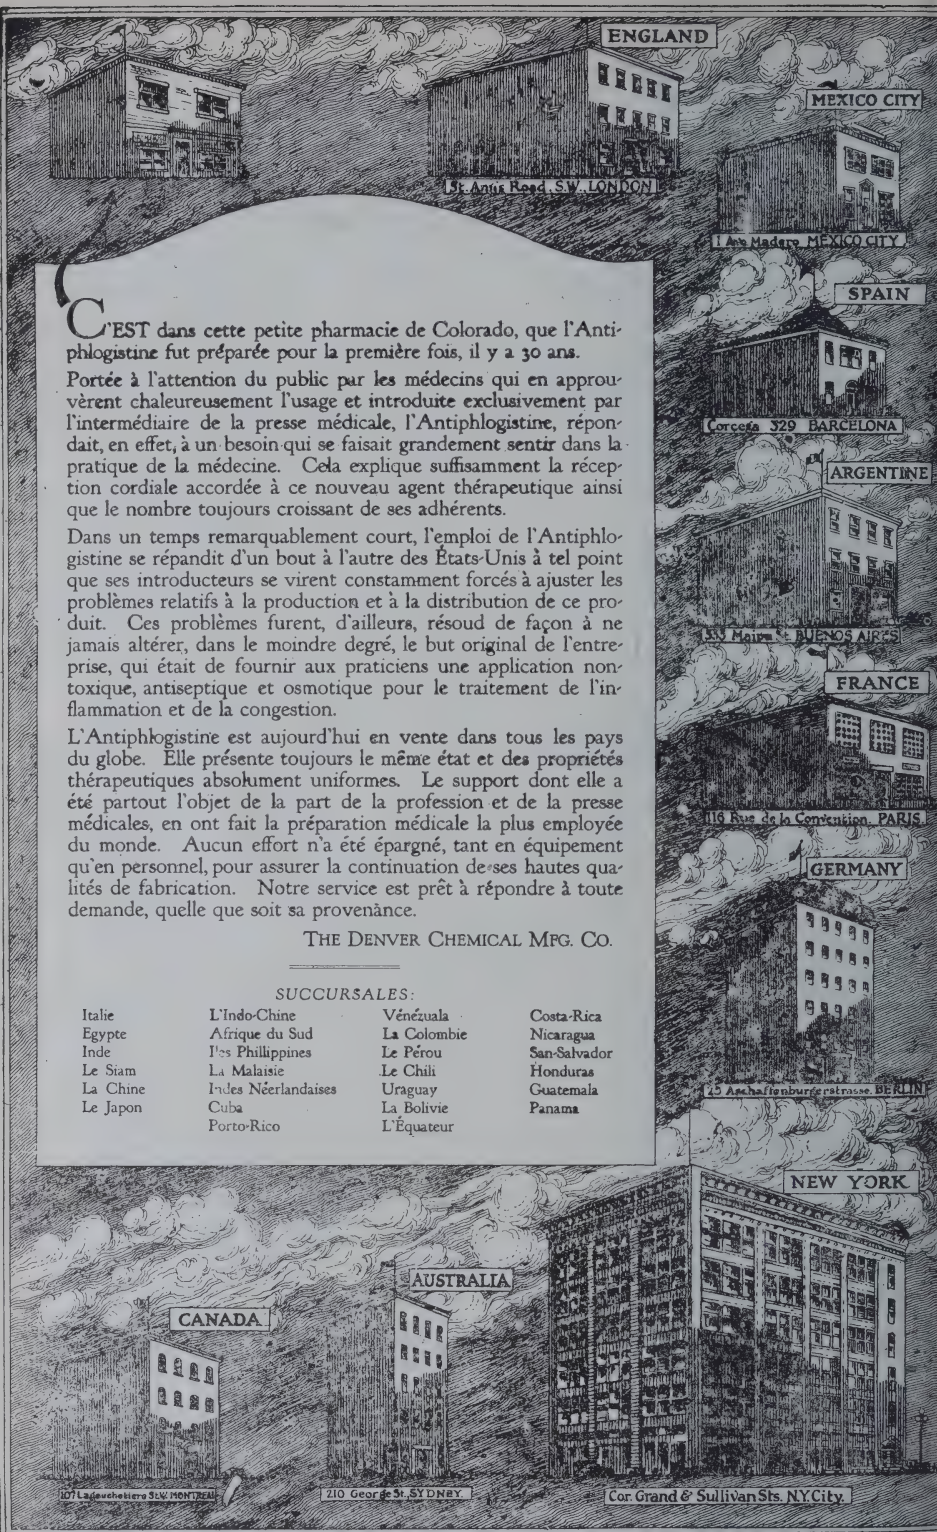 ENGLAND
St. Anns Road, S.W., LONDON
MEXICO CITY
Madero, MEXICO CITY
SPAIN
329 BARCELONA
ARGENTINE
St. BUENOS AIRES
FRANCE
116 Rue de la Convention, PARIS.
GERMANY
25 Aschaffenburgerstrasse. BERLIN
C'EST dans cette petite pharmacie de Colorado, que l'Anti-
phlogistine fut préparée pour la première fois, il y a 30 ans.
Portée à l'attention du public par les médecins qui en approu-
vèrent chaleureusement l'usage et introduite exclusivement par
l'intermédiaire de la presse médicale, l'Antiphlogistine, répon-
dait, en effet, à un besoin qui se faisait grandement sentir dans la
pratique de la médecine. Cela explique suffisamment la récep-
tion cordiale accordée à ce nouveau agent thérapeutique ainsi
que le nombre toujours croissant de ses adhérents.
Dans un temps remarquablement court, l'emploi de l'Antiphlo-
gistine se répandit d'un bout à l'autre des États-Unis à tel point
que ses introducteurs se virent constamment forcés à ajuster les
problèmes relatifs à la production et à la distribution de ce pro-
duit. Ces problèmes furent, d'ailleurs, résoud de façon à ne
jamais altérer, dans le moindre degré, le but original de l'entre-
prise, qui était de fournir aux praticiens une application non-
toxique, antiseptique et osmotique pour le traitement de l'in-
flammation et de la congestion.
L'Antiphlogistine est aujourd'hui en vente dans tous les pays
du globe. Elle présente toujours le même état et des propriétés
thérapeutiques absolument uniformes. Le support dont elle a
été partout l'objet de la part de la profession et de la presse
médicales, en ont fait la préparation médicale la plus employée
du monde. Aucun effort n'a été épargné, tant en équipement
qu'en personnel, pour assurer la continuation de ses hautes qua-
lités de fabrication. Notre service est prêt à répondre à toute
demande, quelle que soit sa provenànce.
THE DENVER CHEMICAL MFG. CO.
SUCCURSALES:
Italie L'Indo-Chine Vénézuala Costa-Rica
Egypte Afrique du Sud La Colombie Nicaragua
Inde Iles Phillippines Le Pérou San-Salvador
Le Siam La Malaisie Le Chili Honduras
La Chine Indes Néerlandaises Uraguay Guatemala
Le Japon Cuba La Bolivie Panama
Porto-Rico L'Équateur
NEW YORK
AUSTRALIA
CANADA
107 Lagauchetiere St. W. MONTREAL
210 George St., SYDNEY.
Cor. Grand & Sullivan Sts. N.Y. City.